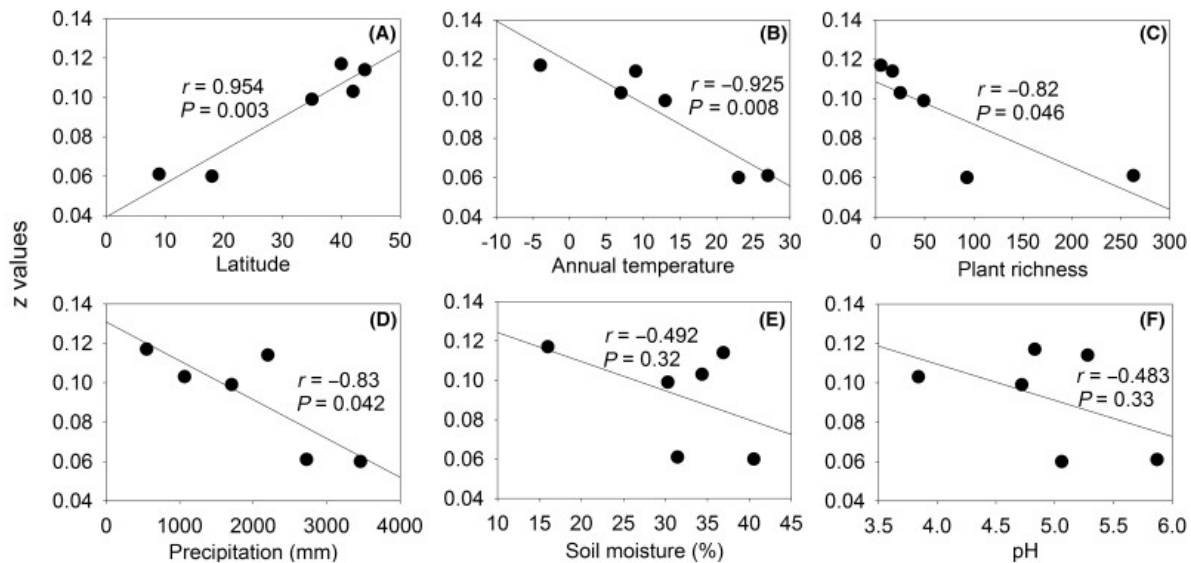 z values
(A)
r = 0.954
P = 0.003
0.14
0.12
0.10
0.08
0.06
0.04
0 10 20 30 40 50
Latitude
(B)
r = −0.925
P = 0.008
0.14
0.12
0.10
0.08
0.06
0.04
-10 -5 0 5 10 15 20 25 30
Annual temperature
(C)
r = −0.82
P = 0.046
0.14
0.12
0.10
0.08
0.06
0.04
0 50 100 150 200 250 300
Plant richness
(D)
r = −0.83
P = 0.042
0.14
0.12
0.10
0.08
0.06
0.04
0 1000 2000 3000 4000
Precipitation (mm)
(E)
r = −0.492
P = 0.32
0.14
0.12
0.10
0.08
0.06
0.04
10 15 20 25 30 35 40 45
Soil moisture (%)
(F)
r = −0.483
P = 0.33
0.14
0.12
0.10
0.08
0.06
0.04
3.5 4.0 4.5 5.0 5.5 6.0
pH